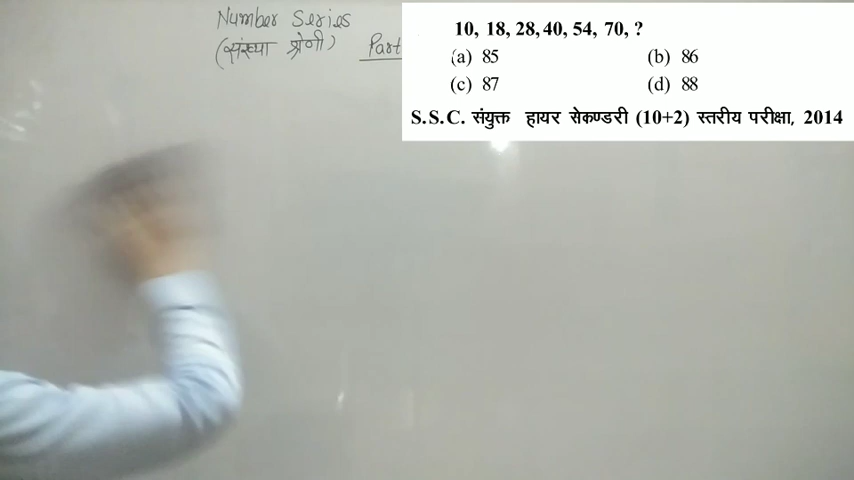 Number Series
(संख्या श्रेणी) Part
10, 18, 28, 40, 54, 70, ?
(a) 85 (b) 86
(c) 87 (d) 88
S.S.C. संयुक्त हायर सेकण्डरी (10+2) स्तरीय परीक्षा, 2014